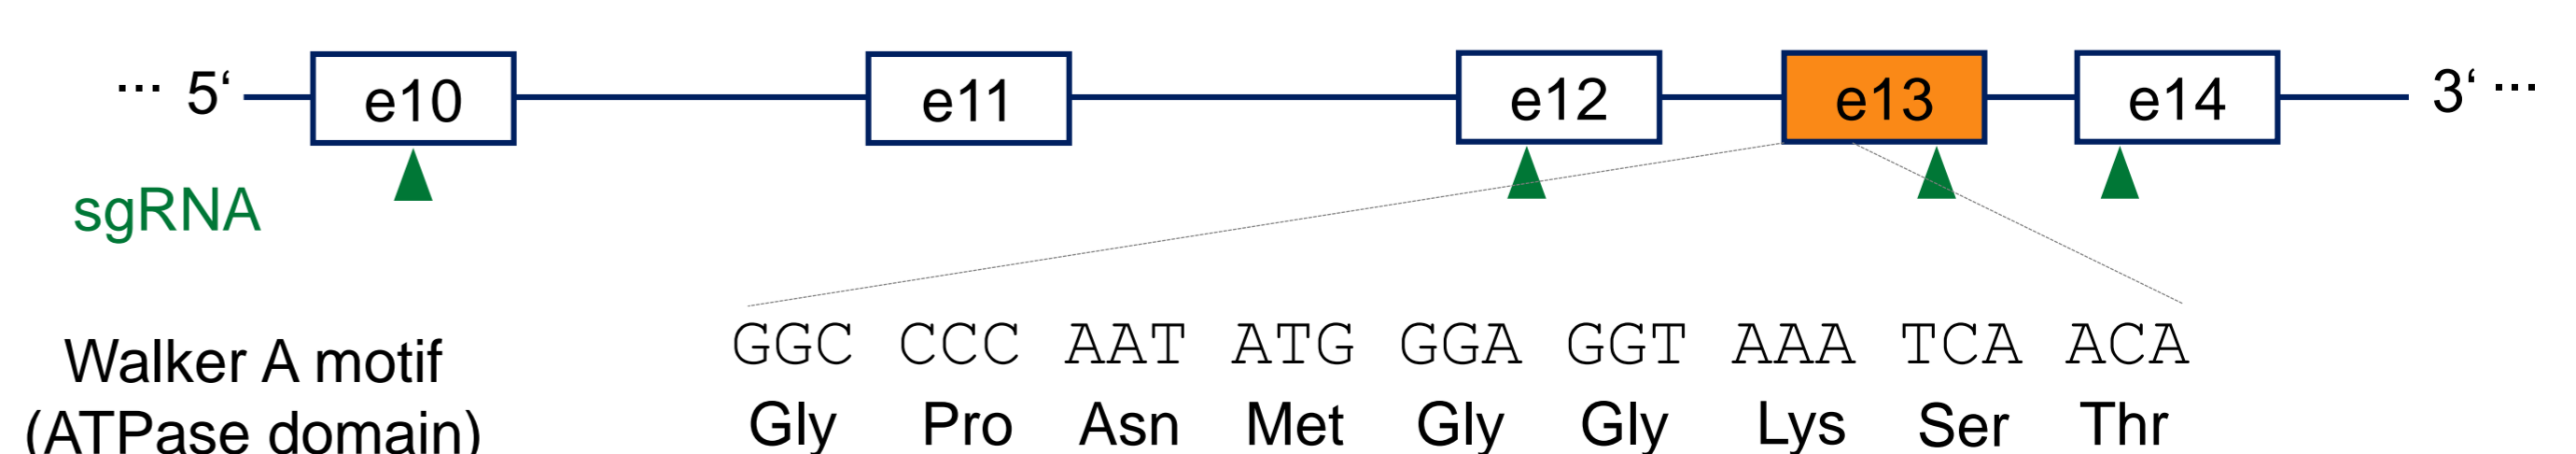 ... 5‘ e10 e11 e12 e13 e14 3‘ ...
sgRNA
Walker A motif
(ATPase domain)
GGC CCC AAT ATG GGA GGT AAA TCA ACA
Gly Pro Asn Met Gly Gly Lys Ser Thr